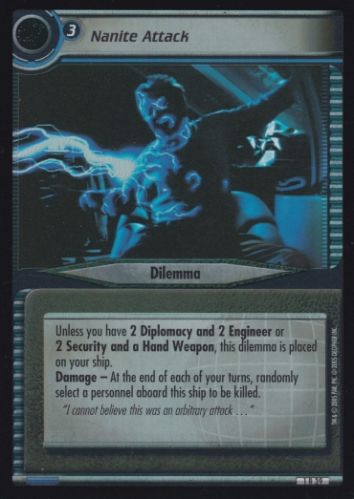 3
Nanite Attack
Dilemma
Unless you have 2 Diplomacy and 2 Engineer or
2 Security and a Hand Weapon, this dilemma is placed
on your ship.
Damage – At the end of each of your turns, randomly
select a personnel aboard this ship to be killed.
"I cannot believe this was an arbitrary attack ..."
1 R 59